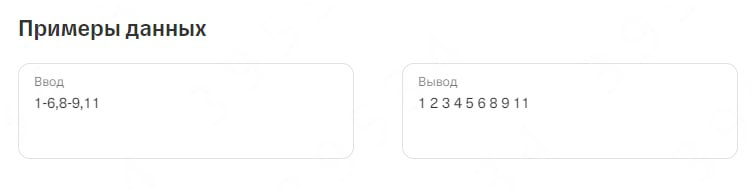 Примеры данных
Ввод
1-6,8-9,11
Вывод
1 2 3 4 5 6 8 9 11